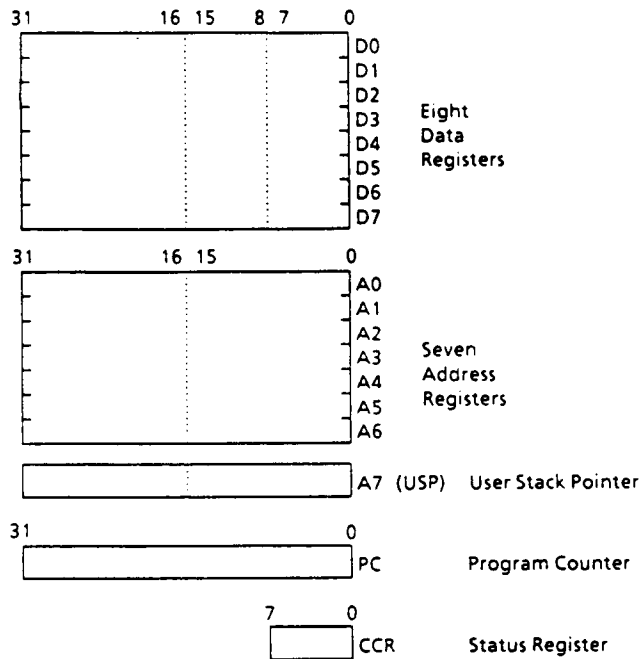 31 16 15 8 7 0
D0
D1
D2
D3
D4
D5
D6
D7
Eight
Data
Registers
31 16 15 0
A0
A1
A2
A3
A4
A5
A6
Seven
Address
Registers
A7 (USP) User Stack Pointer
31 0
PC Program Counter
7 0
CCR Status Register